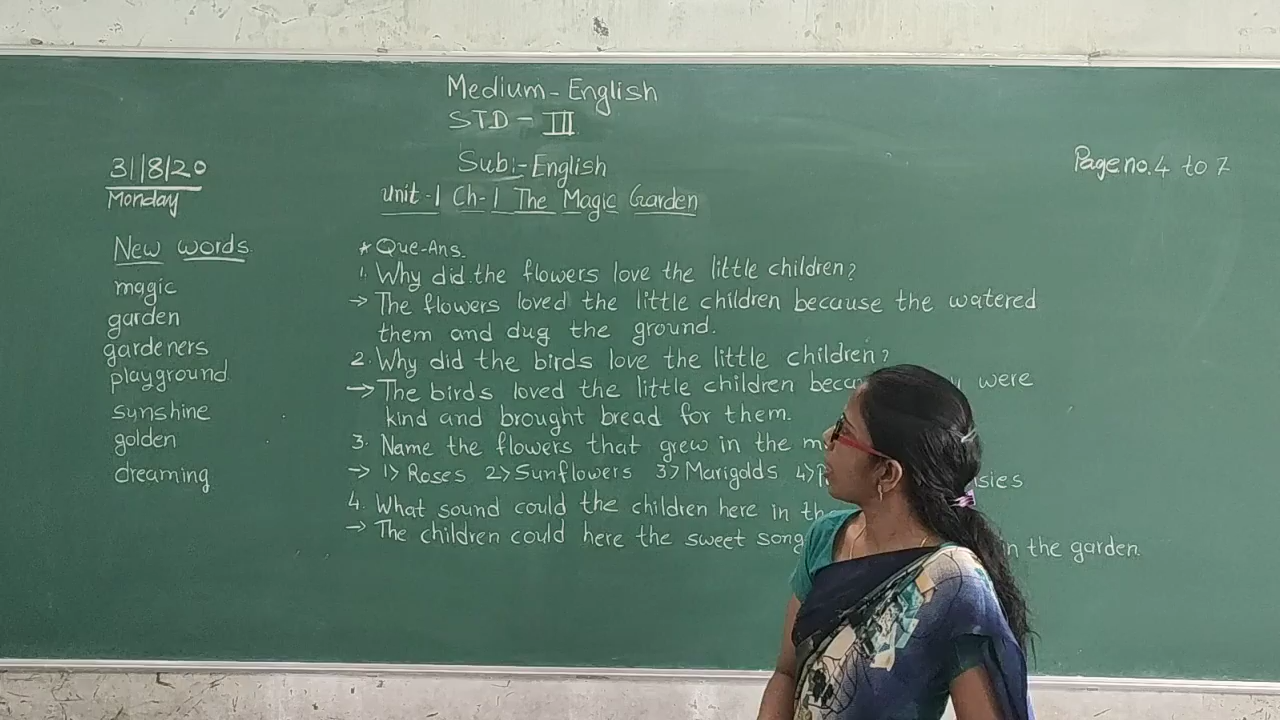 Medium - English
STD - III
Sub:- English
31/8/20
Monday
Page no. 4 to 7
Unit-1 Ch-1 The Magic Garden
New words
magic
garden
gardeners
playground
sunshine
golden
dreaming
* Que-Ans.
1. Why did the flowers love the little children?
→ The flowers loved the little children because the watered
them and dug the ground.
2. Why did the birds love the little children?
→ The birds loved the little children were
kind and brought bread for them.
3. Name the flowers that grew in the
→ 1) Roses 2) Sunflowers 3) Marigolds 4)
4. What sound could the children here in
→ The children could here the sweet song the garden.